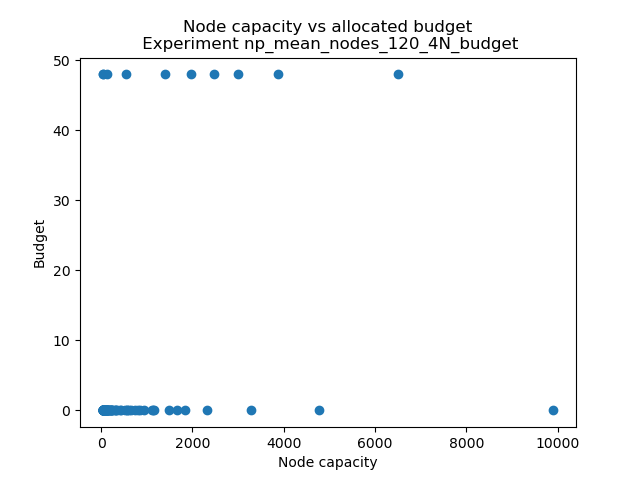 Node capacity vs allocated budget
Experiment np_mean_nodes_120_4N_budget
50
40
30
20
10
0
Budget
0 2000 4000 6000 8000 10000
Node capacity